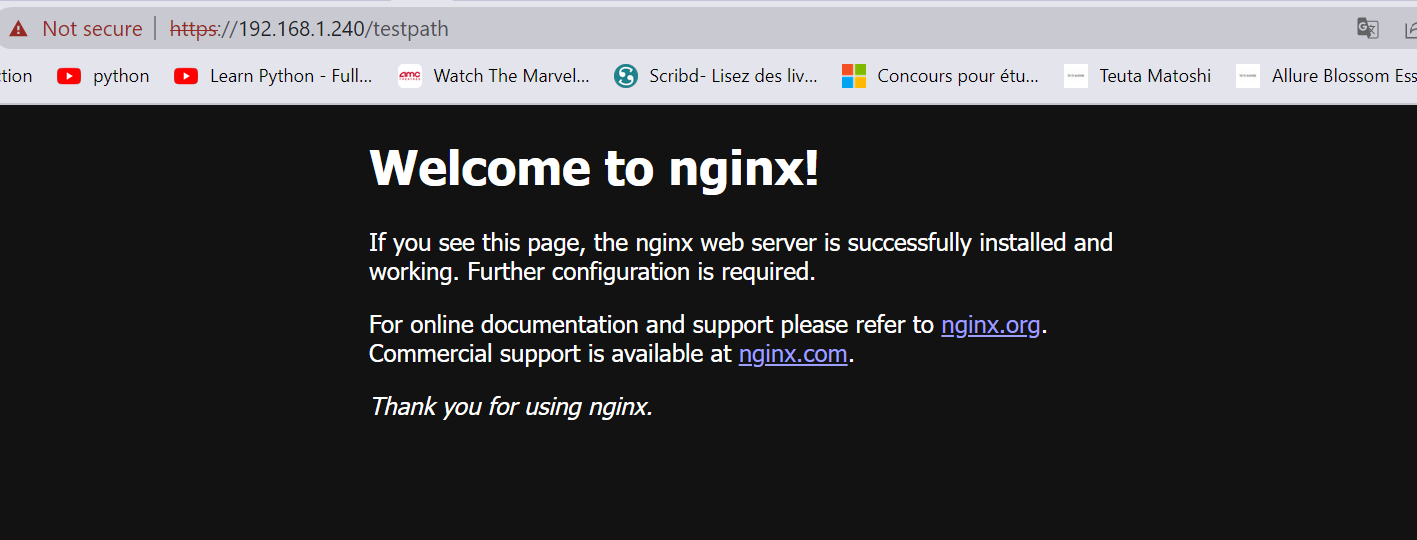 Not secure | https://192.168.1.240/testpath
ction python Learn Python - Full... amc Watch The Marvel... Scribd- Lisez des liv... Concours pour étu... Teuta Matoshi Allure Blossom Ess
Welcome to nginx!
If you see this page, the nginx web server is successfully installed and
working. Further configuration is required.
For online documentation and support please refer to nginx.org.
Commercial support is available at nginx.com.
Thank you for using nginx.